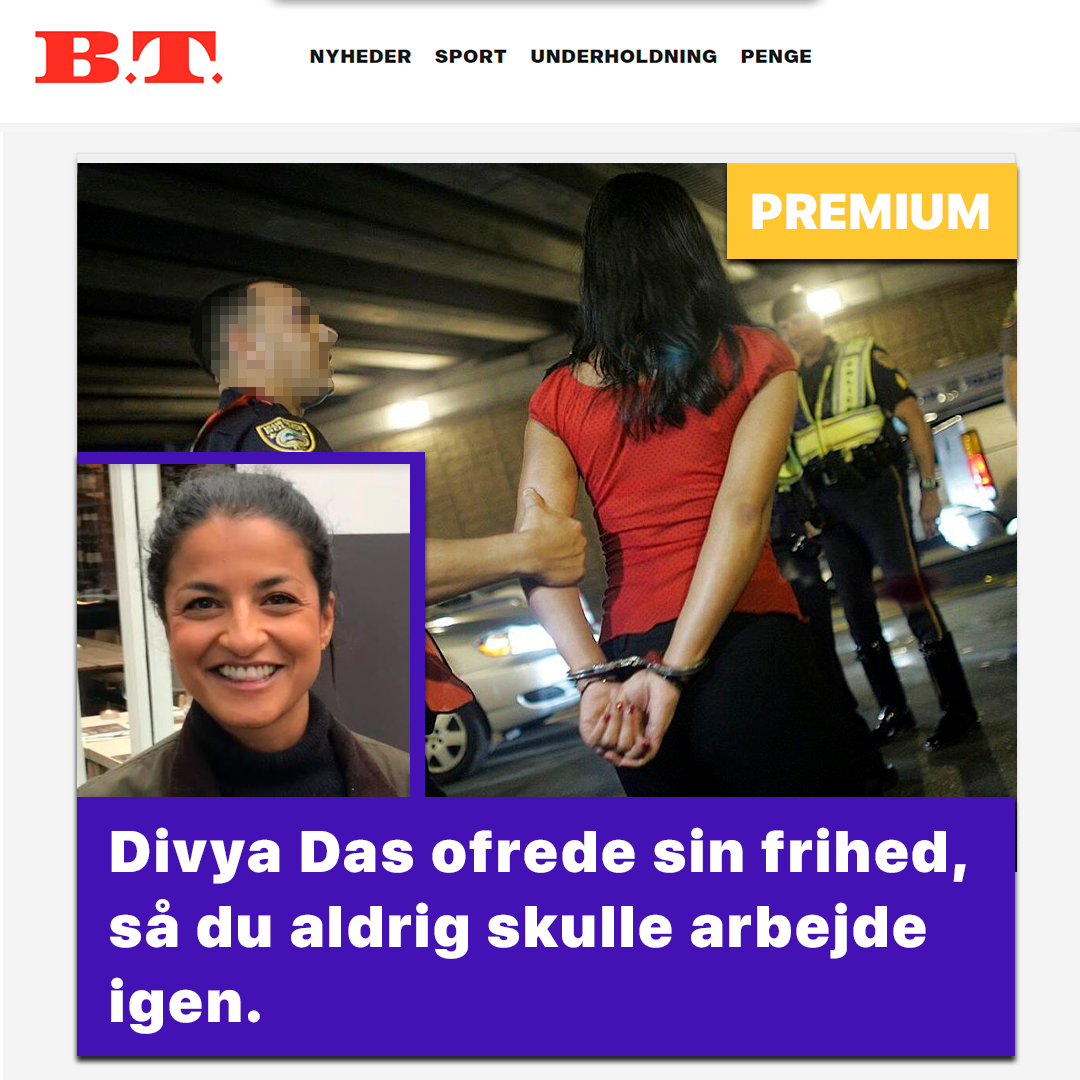 B.T.
NYHEDER SPORT UNDERHOLDNING PENGE
PREMIUM
Divya Das ofrede sin frihed,
så du aldrig skulle arbejde
igen.